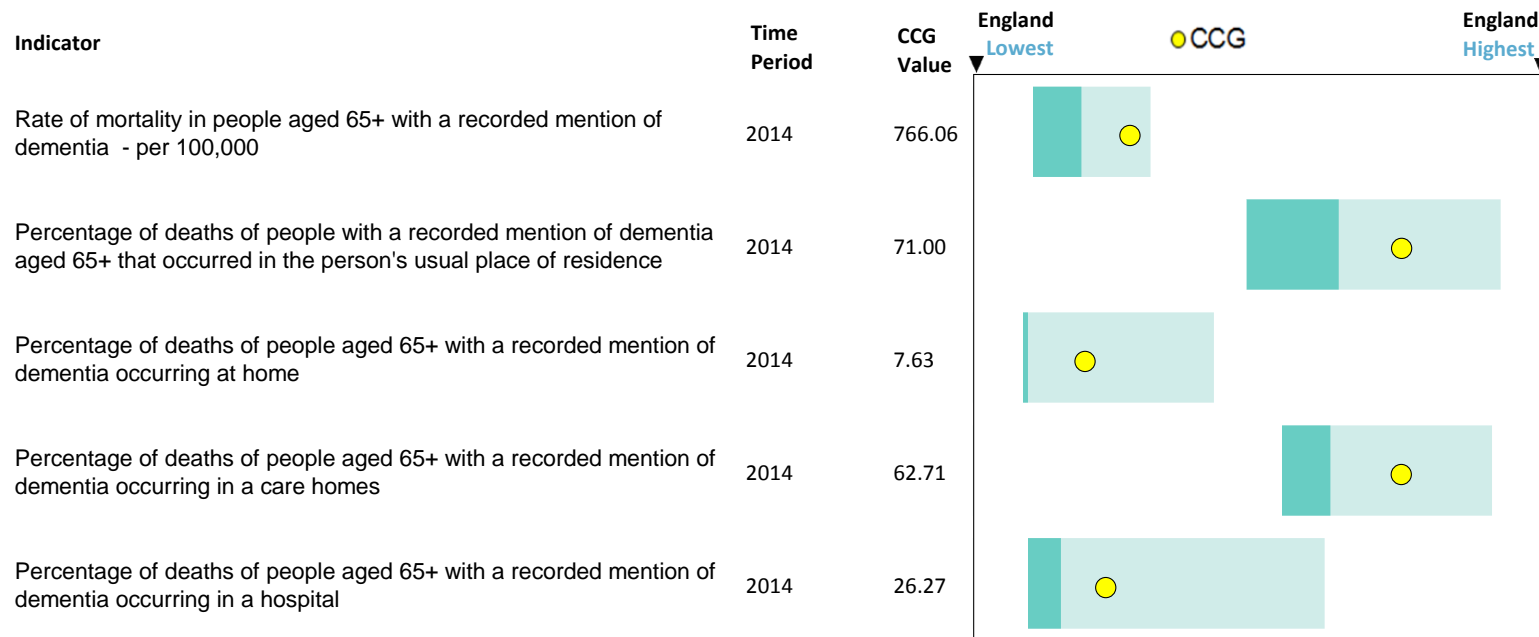 Indicator
Time
Period
CCG
Value
England
Lowest
CCG
England
Highest
Rate of mortality in people aged 65+ with a recorded mention of
dementia - per 100,000
2014
766.06
Percentage of deaths of people with a recorded mention of dementia
aged 65+ that occurred in the person's usual place of residence
2014
71.00
Percentage of deaths of people aged 65+ with a recorded mention of
dementia occurring at home
2014
7.63
Percentage of deaths of people aged 65+ with a recorded mention of
dementia occurring in a care homes
2014
62.71
Percentage of deaths of people aged 65+ with a recorded mention of
dementia occurring in a hospital
2014
26.27